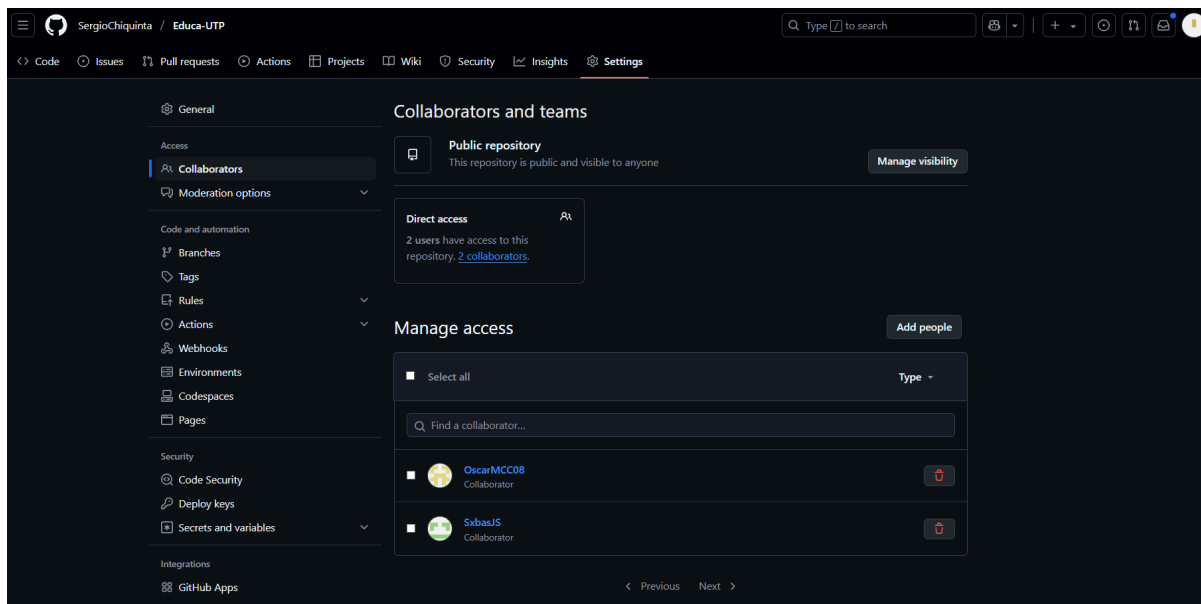 SergioChiquinta / Educa-UTP
Type / to search
Code Issues Pull requests Actions Projects Wiki Security Insights Settings
General
Access
Collaborators
Moderation options
Code and automation
Branches
Tags
Rules
Actions
Webhooks
Environments
Codespaces
Pages
Security
Code Security
Deploy keys
Secrets and variables
Integrations
GitHub Apps
Collaborators and teams
Public repository
This repository is public and visible to anyone
Manage visibility
Direct access
2 users have access to this
repository. 2 collaborators.
Manage access
Add people
Select all
Type
Find a collaborator...
OscarMCC08
Collaborator
SxbasJS
Collaborator
Previous Next